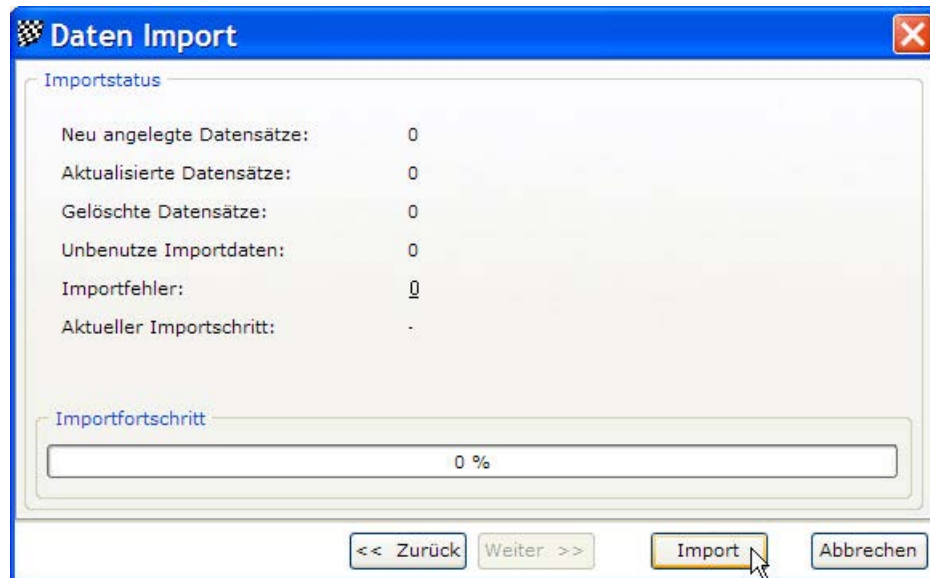 Daten Import
Importstatus
Neu angelegte Datensätze: 0
Aktualisierte Datensätze: 0
Gelöschte Datensätze: 0
Unbenutze Importdaten: 0
Importfehler: 0
Aktueller Importschritt: -
Importfortschritt
0 %
<< Zurück Weiter >> Import Abbrechen